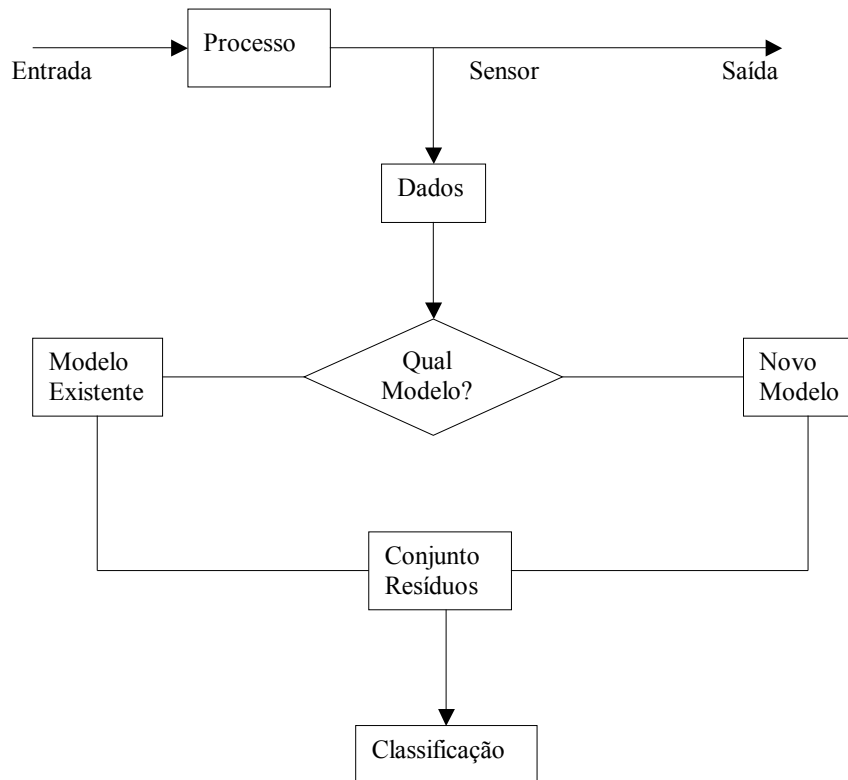 Processo
Entrada
Sensor
Saída
Dados
Qual
Modelo?
Modelo
Existente
Novo
Modelo
Conjunto
Resíduos
Classificação